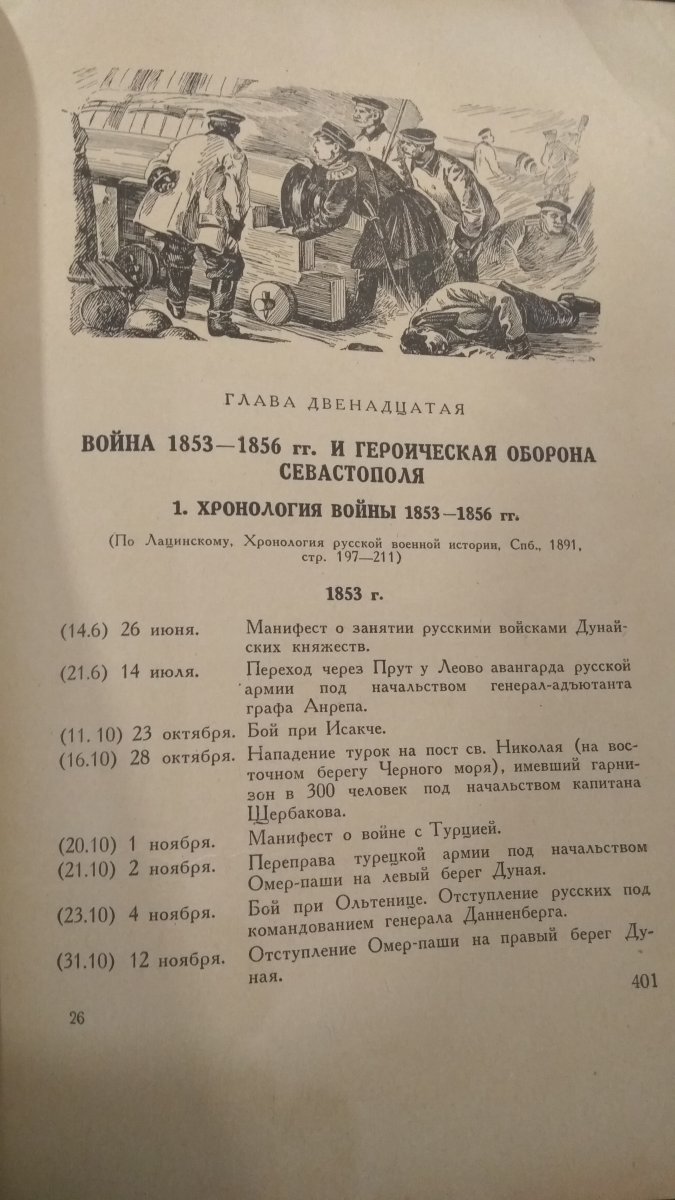 ГЛАВА ДВЕНАДЦАТАЯ
ВОЙНА 1853—1856 гг. И ГЕРОИЧЕСКАЯ ОБОРОНА
СЕВАСТОПОЛЯ
1. ХРОНОЛОГИЯ ВОЙНЫ 1853—1856 гг.
(По Лацинскому, Хронология русской военной истории, Спб., 1891,
стр. 197—211)
1853 г.
(14.6) 26 июня. Манифест о занятии русскими войсками Дунай-
ских княжеств.
(21.6) 14 июля. Переход через Прут у Леово авангарда русской
армии под начальством генерал-адъютанта
графа Анрепа.
(11. 10) 23 октября. Бой при Исакче.
(16.10) 28 октября. Нападение турок на пост св. Николая (на вос-
точном берегу Черного моря), имевший гарни-
зон в 300 человек под начальством капитана
Щербакова.
(20.10) 1 ноября. Манифест о войне с Турцией.
(21.10) 2 ноября. Переправа турецкой армии под начальством
Омер-паши на левый берег Дуная.
(23.10) 4 ноября. Бой при Ольтенице. Отступление русских под
командованием генерала Данненберга.
(31.10) 12 ноября. Отступление Омер-паши на правый берег Ду-
ная.
401
26